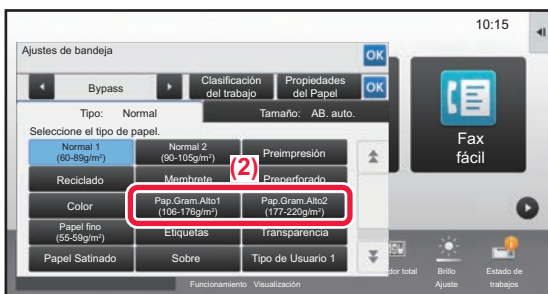 10:15
Ajustes de bandeja
OK
Bypass
Clasificación
del trabajo
Propiedades
del Papel
OK
Tipo: Normal
Tamaño: AB. auto.
Seleccione el tipo de papel.
Normal 1
(60-89g/m²)
Normal 2
(90-105g/m²)
Preimpresión
(2)
Reciclado
Membrete
Preperforado
Color
Pap.Gram.Alto1
(106-176g/m²)
Pap.Gram.Alto2
(177-220g/m²)
Papel fino
(55-59g/m²)
Etiquetas
Transparencia
Papel Satinado
Sobre
Tipo de Usuario 1
Fax
fácil
total
Brillo
Ajuste
Estado de
trabajos
Funcionamiento Visualización